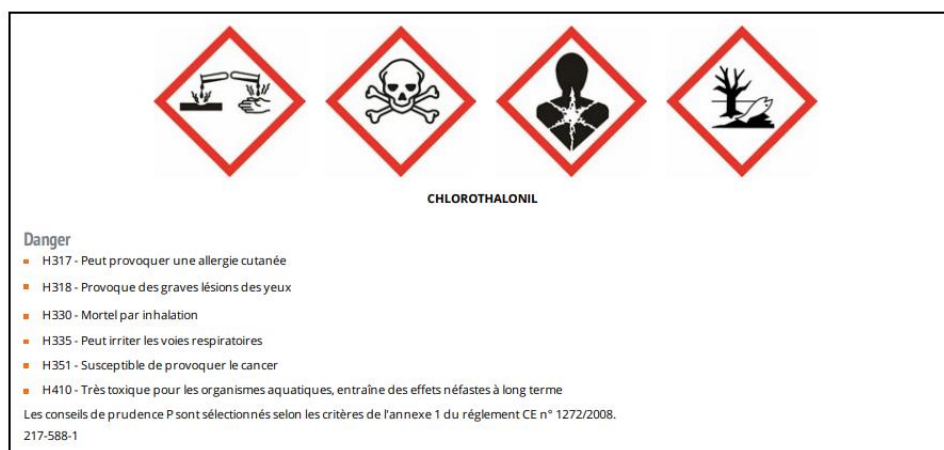 CHLOROTHALONIL
Danger
H317 - Peut provoquer une allergie cutanée
H318 - Provoque des graves lésions des yeux
H330 - Mortel par inhalation
H335 - Peut irriter les voies respiratoires
H351 - Susceptible de provoquer le cancer
H410 - Très toxique pour les organismes aquatiques, entraîne des effets néfastes à long terme
Les conseils de prudence P sont sélectionnés selon les critères de l'annexe 1 du réglement CE n° 1272/2008.
217-588-1